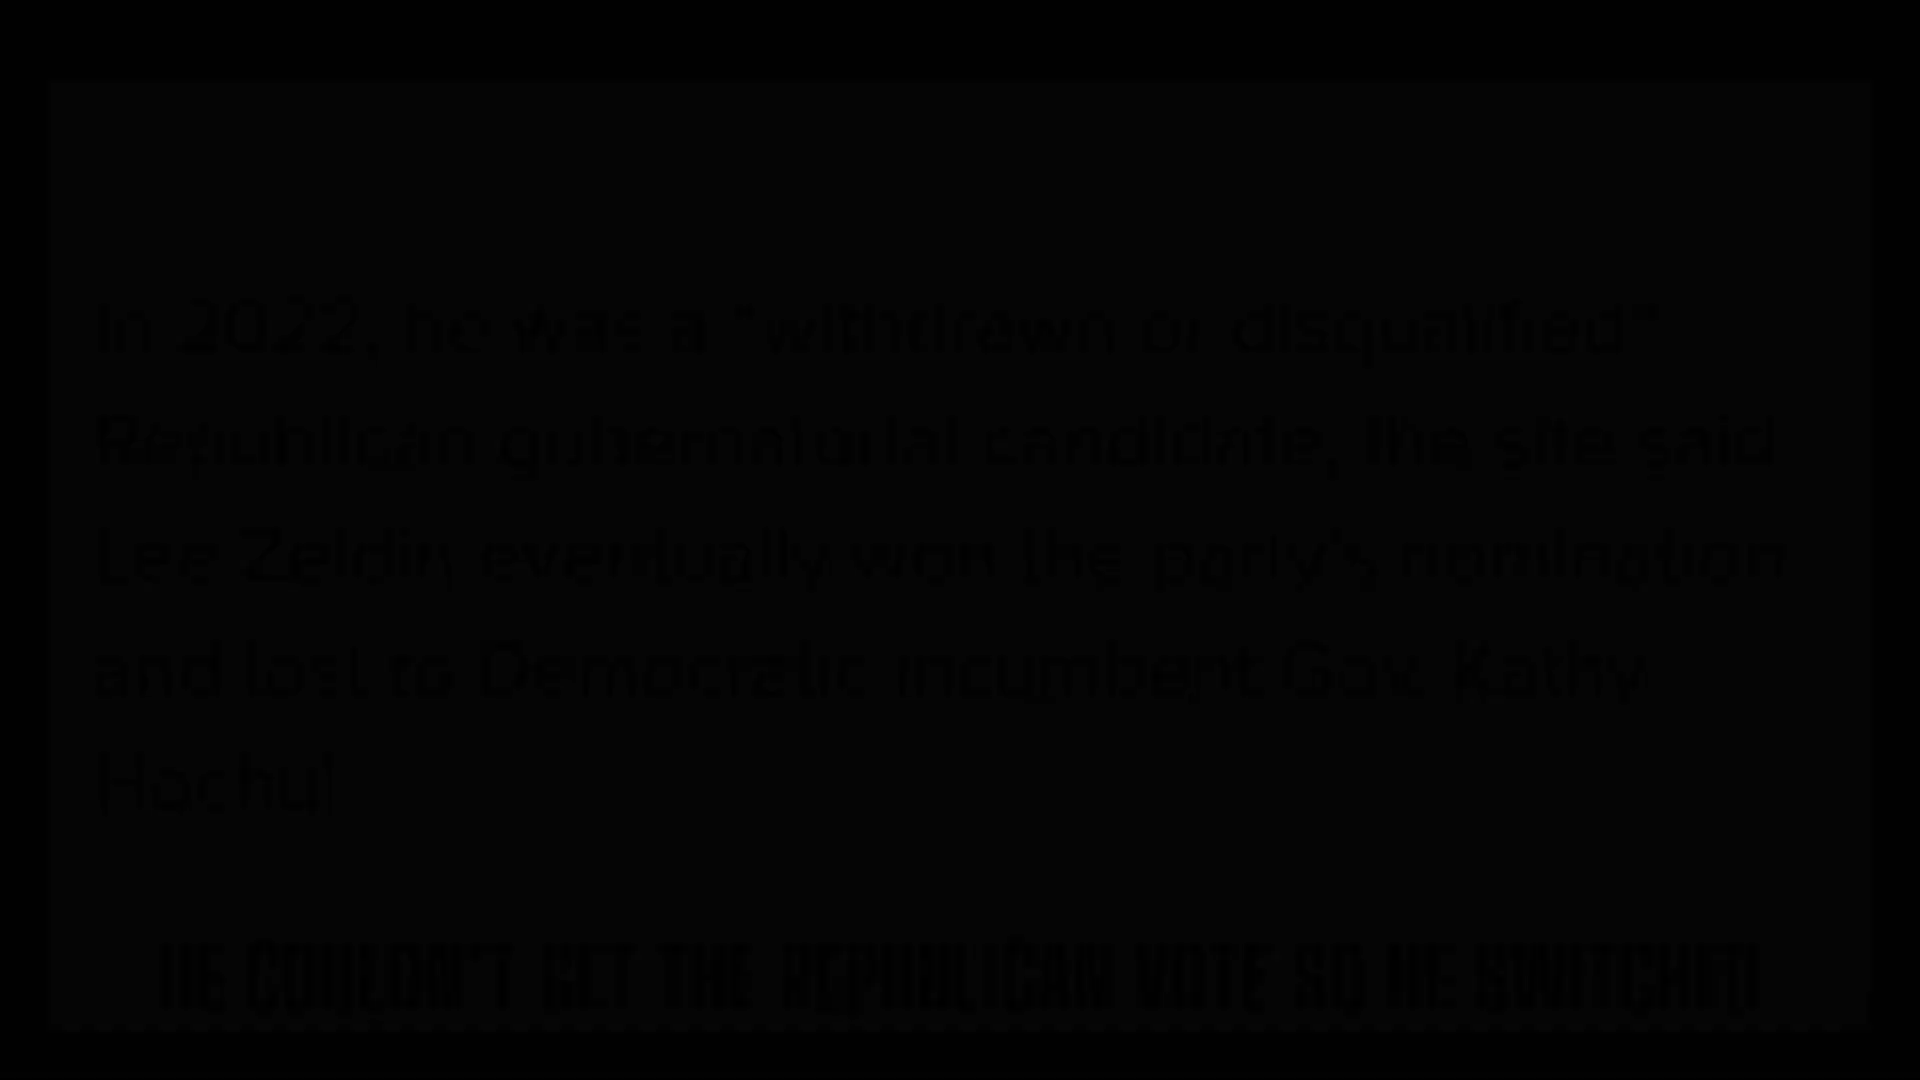 In 2022, he was a "withdrawn or disqualified"
Republican gubernatorial candidate, the site said
Lee Zeldin eventually won the party's nomination
and lost to Democratic incumbent Gov. Kathy
Hochul
HE COULDN'T GET THE REPUBLICAN VOTE SO HE SWITCHED